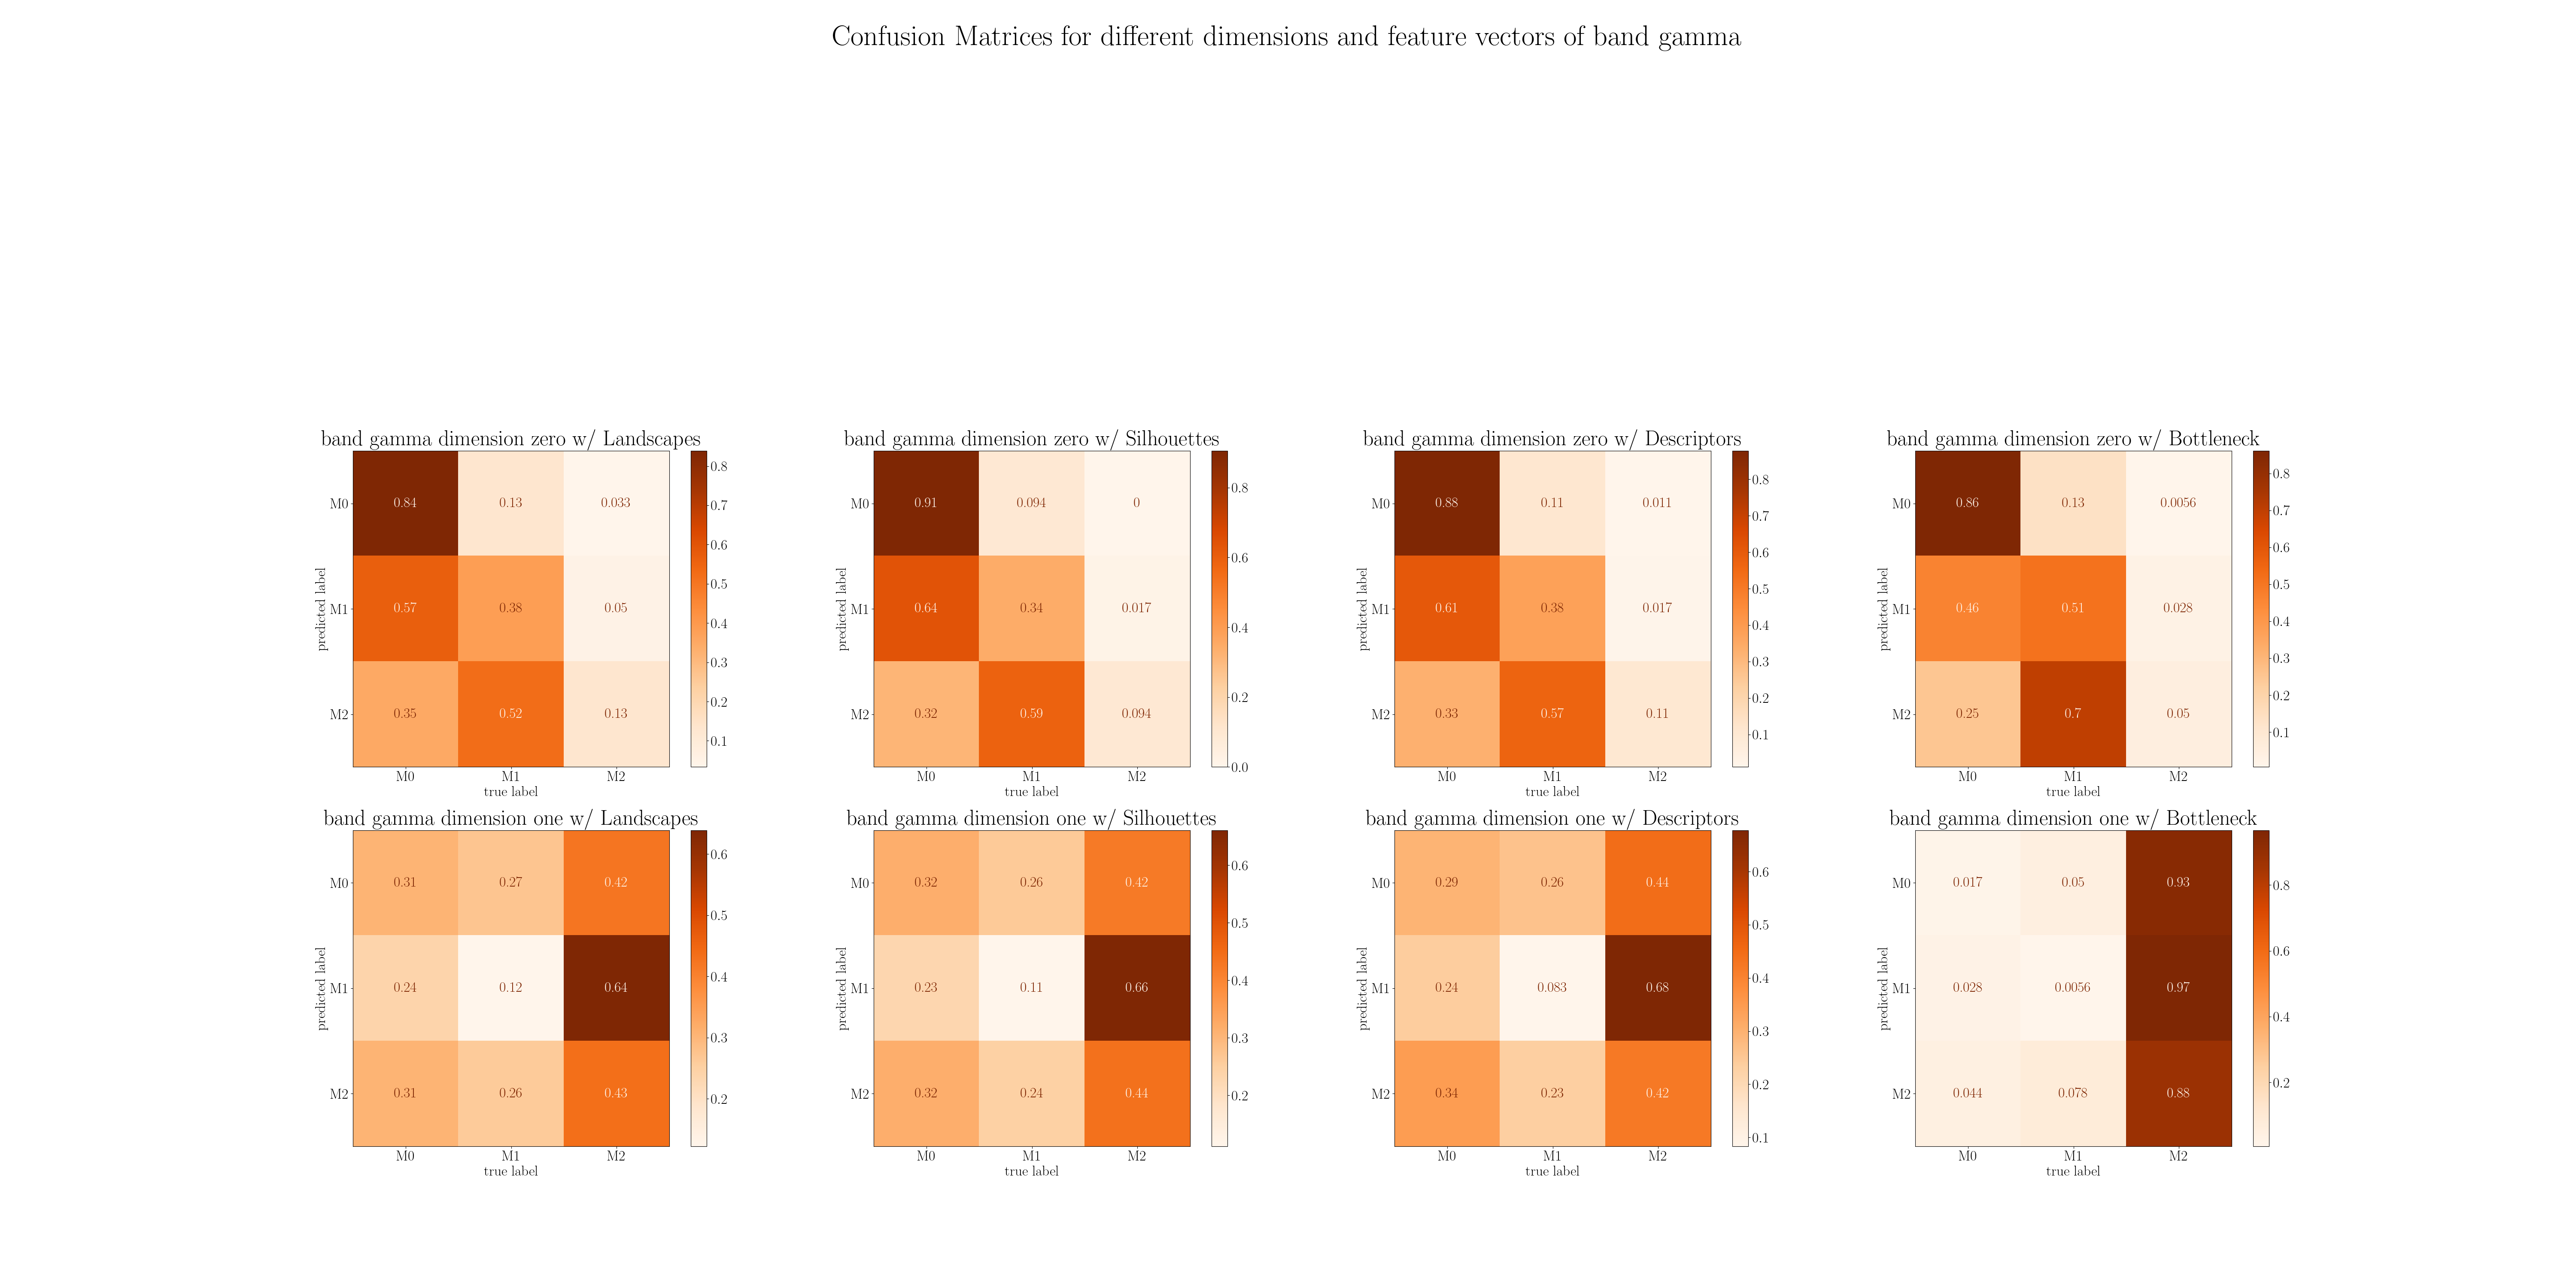 Confusion Matrices for different dimensions and feature vectors of band gamma
band gamma dimension zero w/ Landscapes
predicted label
M0 0.84 0.13 0.033
M1 0.57 0.38 0.05
M2 0.35 0.52 0.13
M0 M1 M2
true label
0.8
0.7
0.6
0.5
0.4
0.3
0.2
0.1
band gamma dimension zero w/ Silhouettes
predicted label
M0 0.91 0.094 0
M1 0.64 0.34 0.017
M2 0.32 0.59 0.094
M0 M1 M2
true label
0.8
0.6
0.4
0.2
0.0
band gamma dimension zero w/ Descriptors
predicted label
M0 0.88 0.11 0.011
M1 0.61 0.38 0.017
M2 0.33 0.57 0.11
M0 M1 M2
true label
0.8
0.7
0.6
0.5
0.4
0.3
0.2
0.1
band gamma dimension zero w/ Bottleneck
predicted label
M0 0.86 0.13 0.0056
M1 0.46 0.51 0.028
M2 0.25 0.7 0.05
M0 M1 M2
true label
0.8
0.7
0.6
0.5
0.4
0.3
0.2
0.1
band gamma dimension one w/ Landscapes
predicted label
M0 0.31 0.27 0.42
M1 0.24 0.12 0.64
M2 0.31 0.26 0.43
M0 M1 M2
true label
0.6
0.5
0.4
0.3
0.2
band gamma dimension one w/ Silhouettes
predicted label
M0 0.32 0.26 0.42
M1 0.23 0.11 0.66
M2 0.32 0.24 0.44
M0 M1 M2
true label
0.6
0.5
0.4
0.3
0.2
band gamma dimension one w/ Descriptors
predicted label
M0 0.29 0.26 0.44
M1 0.24 0.083 0.68
M2 0.34 0.23 0.42
M0 M1 M2
true label
0.6
0.5
0.4
0.3
0.2
0.1
band gamma dimension one w/ Bottleneck
predicted label
M0 0.017 0.05 0.93
M1 0.028 0.0056 0.97
M2 0.044 0.078 0.88
M0 M1 M2
true label
0.8
0.6
0.4
0.2